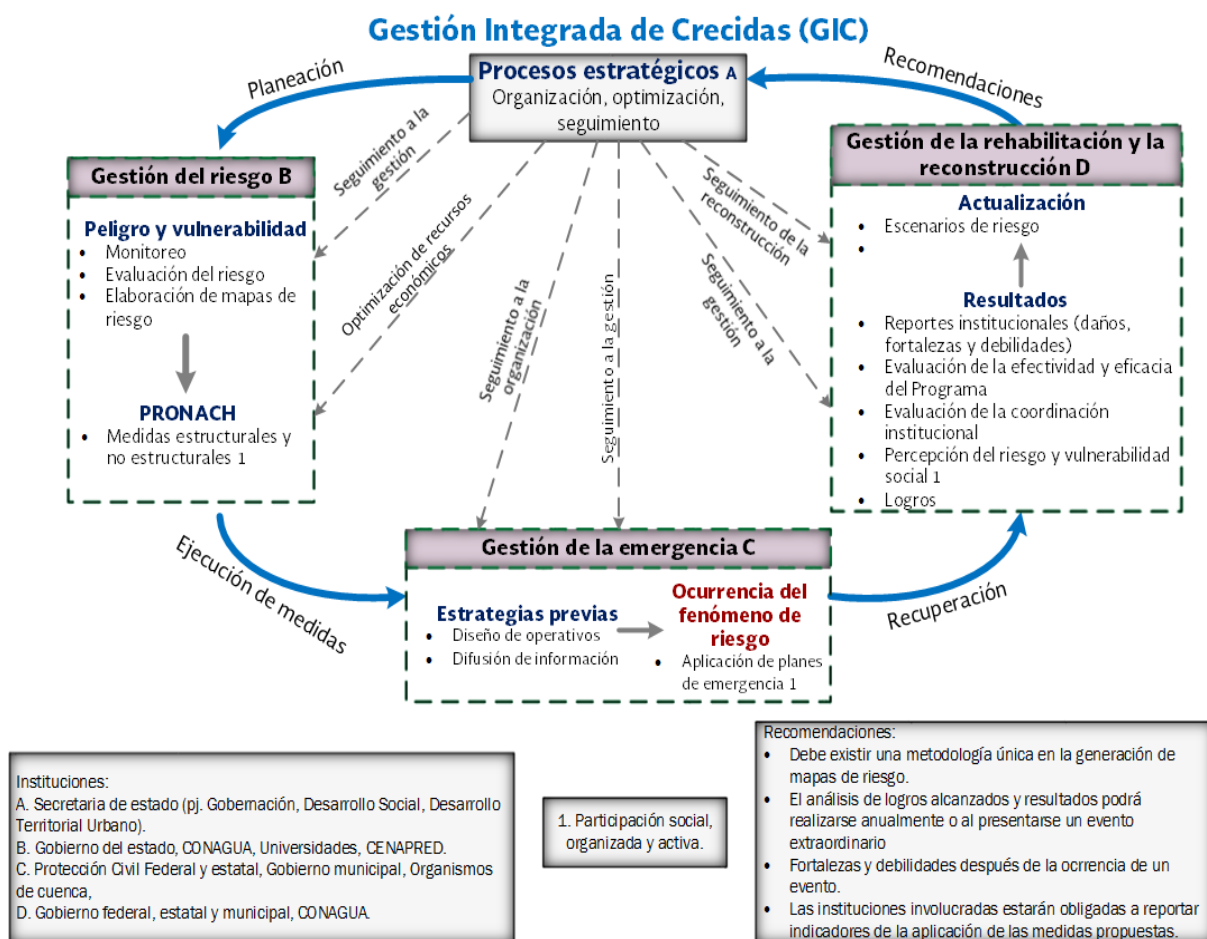 Gestión Integrada de Crecidas (GIC)
Planeación
Procesos estratégicos A
Organización, optimización,
seguimiento
Recomendaciones
Gestión del riesgo B
Peligro y vulnerabilidad
• Monitoreo
• Evaluación del riesgo
• Elaboración de mapas de
riesgo
PRONACH
• Medidas estructurales y
no estructurales 1
Seguimiento a la
gestión
Optimización de recursos
económicos
Seguimiento a la
organización
Seguimiento a la gestión
Seguimiento a la
gestión
Seguimiento de la
reconstrucción
Gestión de la rehabilitación y la
reconstrucción D
Actualización
• Escenarios de riesgo
•
Resultados
• Reportes institucionales (daños,
fortalezas y debilidades)
• Evaluación de la efectividad y eficacia
del Programa
• Evaluación de la coordinación
institucional
• Percepción del riesgo y vulnerabilidad
social 1
• Logros
Ejecución de medidas
Gestión de la emergencia C
Estrategias previas
• Diseño de operativos
• Difusión de información
Ocurrencia del
fenómeno de
riesgo
• Aplicación de planes
de emergencia 1
Recuperación
Instituciones:
A. Secretaria de estado (pj. Gobernación, Desarrollo Social, Desarrollo
Territorial Urbano).
B. Gobierno del estado, CONAGUA, Universidades, CENAPRED.
C. Protección Civil Federal y estatal, Gobierno municipal, Organismos
de cuenca,
D. Gobierno federal, estatal y municipal, CONAGUA.
1. Participación social,
organizada y activa.
Recomendaciones:
• Debe existir una metodología única en la generación de
mapas de riesgo.
• El análisis de logros alcanzados y resultados podrá
realizarse anualmente o al presentarse un evento
extraordinario
• Fortalezas y debilidades después de la ocrrencia de un
evento.
• Las instituciones involucradas estarán obligadas a reportar
indicadores de la aplicación de las medidas propuestas.